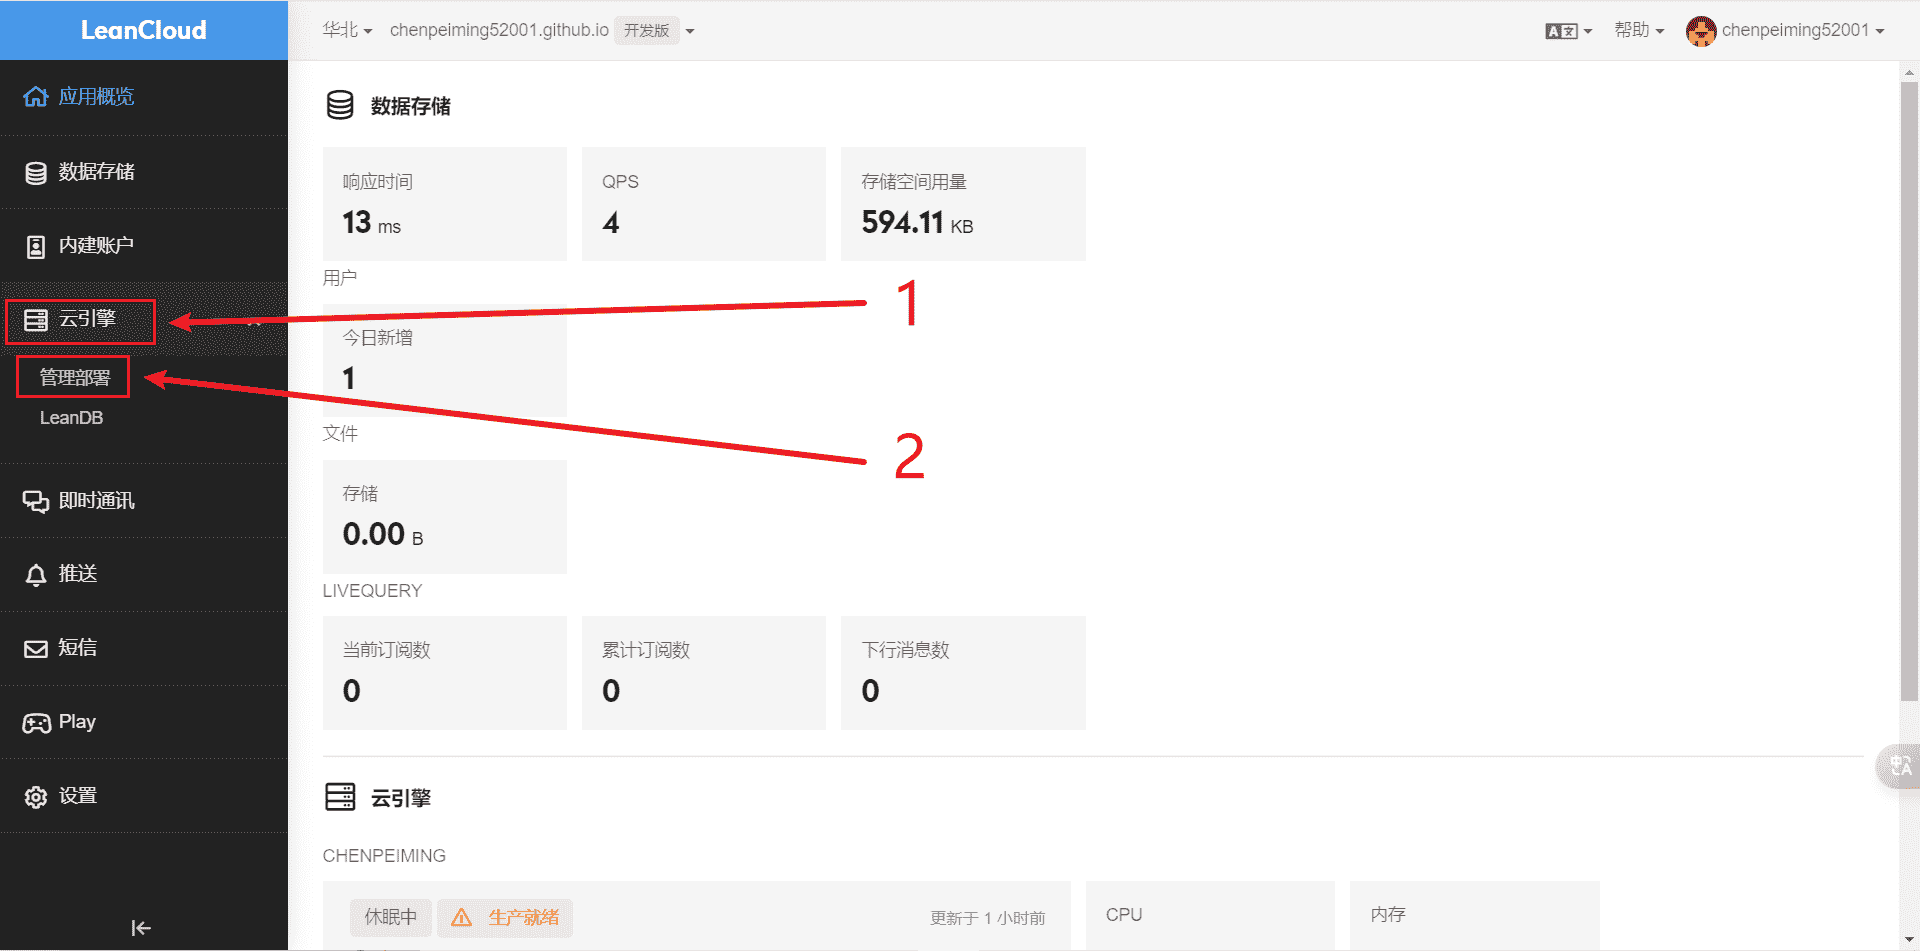 LeanCloud
华北
chenpeiming52001.github.io 开发版
帮助
chenpeiming52001
应用概览
数据存储
内建账户
云引擎
管理部署
LeanDB
即时通讯
推送
短信
Play
设置
数据存储
响应时间
13 ms
QPS
4
存储空间用量
594.11 KB
用户
今日新增
1
文件
存储
0.00 B
LIVEQUERY
当前订阅数
0
累计订阅数
0
下行消息数
0
1
2
云引擎
CHENPEIMING
休眠中 生产就绪 更新于 1 小时前
CPU
内存